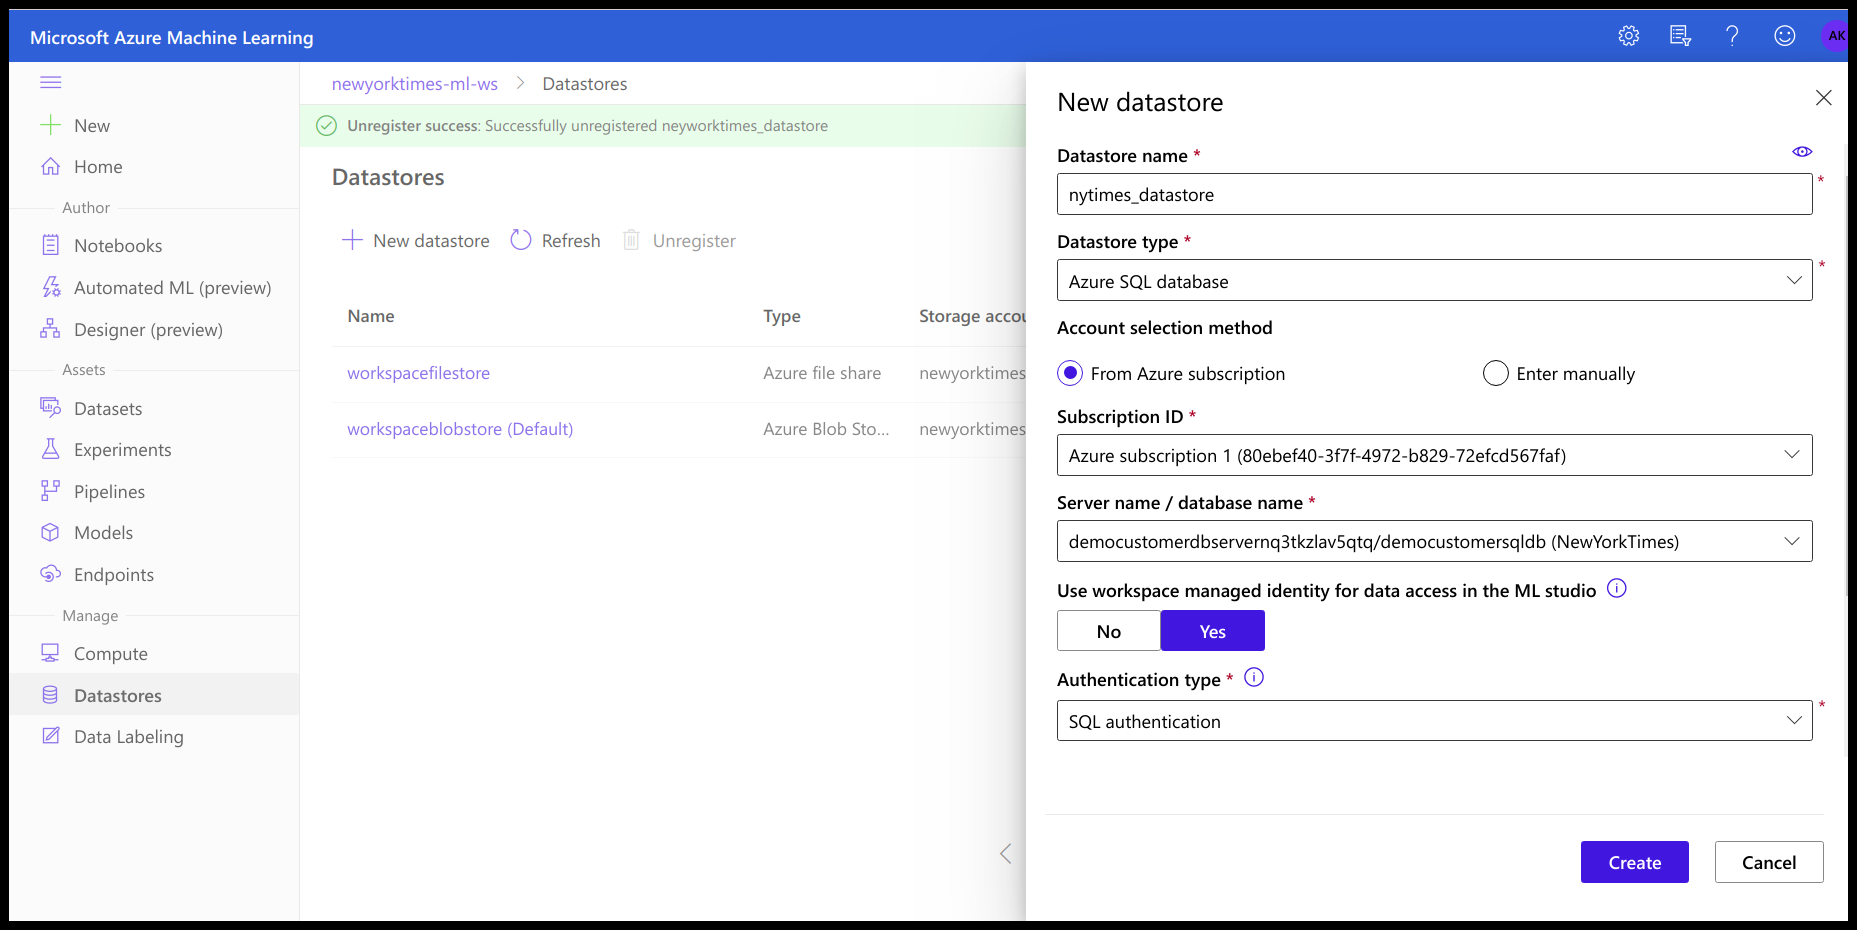 Microsoft Azure Machine Learning
AK
New
Home
Author
Notebooks
Automated ML (preview)
Designer (preview)
Assets
Datasets
Experiments
Pipelines
Models
Endpoints
Manage
Compute
Datastores
Data Labeling
newyorktimes-ml-ws > Datastores
Unregister success: Successfully unregistered neyworktimes_datastore
Datastores
New datastore Refresh Unregister
Name Type Storage accou
workspacefilestore Azure file share newyorktimes
workspaceblobstore (Default) Azure Blob Sto... newyorktimes
New datastore
Datastore name *
nytimes_datastore *
Datastore type *
Azure SQL database *
Account selection method
From Azure subscription Enter manually
Subscription ID *
Azure subscription 1 (80ebef40-3f7f-4972-b829-72efcd567faf)
Server name / database name *
democustomerdbservernq3tkzlav5qtq/democustomersqldb (NewYorkTimes)
Use workspace managed identity for data access in the ML studio
No Yes
Authentication type *
SQL authentication *
Create Cancel